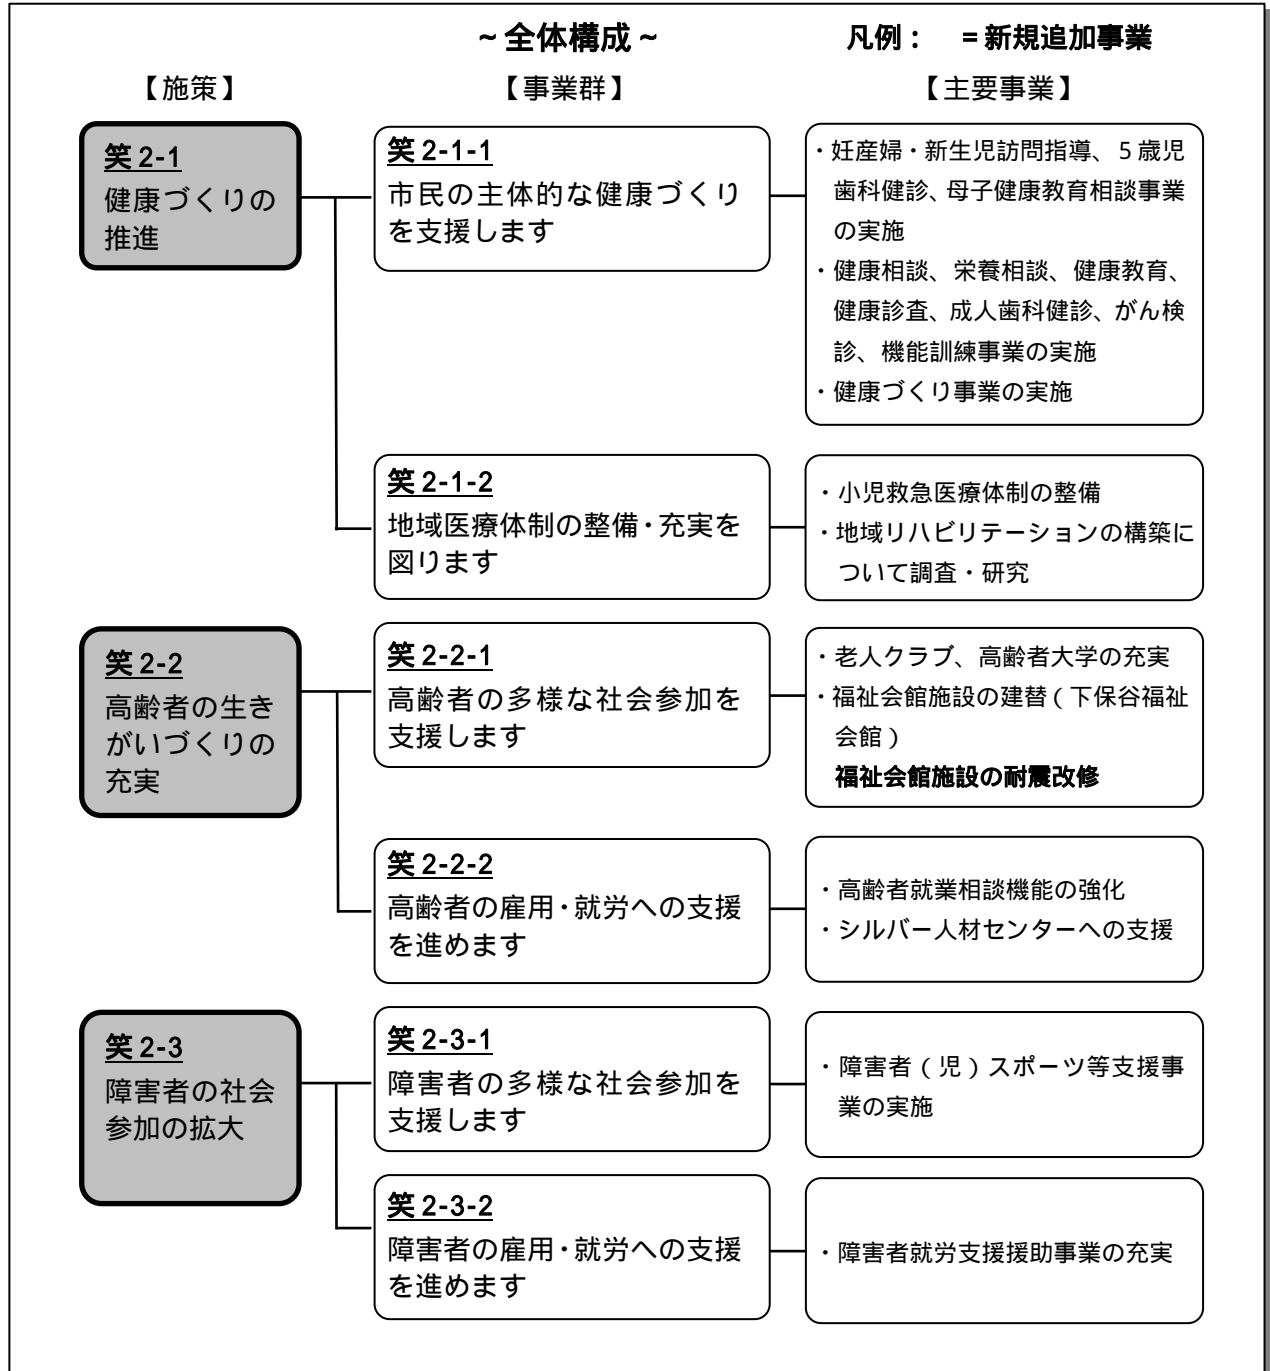 ~全体構成~
凡例： =新規追加事業
【施策】
【事業群】
【主要事業】
笑2-1
健康づくりの
推進
笑2-1-1
市民の主体的な健康づくり
を支援します
・妊産婦・新生児訪問指導、５歳児
歯科健診、母子健康教育相談事業
の実施
・健康相談、栄養相談、健康教育、
健康診査、成人歯科健診、がん検
診、機能訓練事業の実施
・健康づくり事業の実施
笑2-1-2
地域医療体制の整備・充実を
図ります
・小児救急医療体制の整備
・地域リハビリテーションの構築に
ついて調査・研究
笑2-2
高齢者の生き
がいづくりの
充実
笑2-2-1
高齢者の多様な社会参加を
支援します
・老人クラブ、高齢者大学の充実
・福祉会館施設の建替（下保谷福祉
会館）
福祉会館施設の耐震改修
笑2-2-2
高齢者の雇用・就労への支援
を進めます
・高齢者就業相談機能の強化
・シルバー人材センターへの支援
笑2-3
障害者の社会
参加の拡大
笑2-3-1
障害者の多様な社会参加を
支援します
・障害者（児）スポーツ等支援事
業の実施
笑2-3-2
障害者の雇用・就労への支援
を進めます
・障害者就労支援援助事業の充実